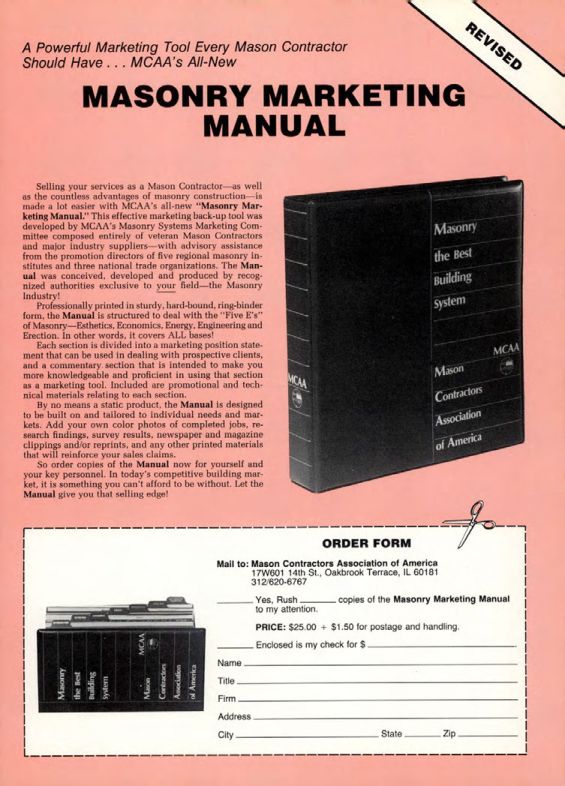 REVISED
A Powerful Marketing Tool Every Mason Contractor
Should Have . . . MCAA's All-New
MASONRY MARKETING
MANUAL
Selling your services as a Mason Contractor—as well
as the countless advantages of masonry construction—is
made a lot easier with MCAA's all-new "Masonry Mar-
keting Manual." This effective marketing back-up tool was
developed by MCAA's Masonry Systems Marketing Com-
mittee composed entirely of veteran Mason Contractors
and major industry suppliers—with advisory assistance
from the promotion directors of five regional masonry in-
stitutes and three national trade organizations. The Man-
ual was conceived, developed and produced by recog-
nized authorities exclusive to your field—the Masonry
Industry!
Professionally printed in sturdy, hard-bound, ring-binder
form, the Manual is structured to deal with the "Five E's"
of Masonry—Esthetics, Economics, Energy, Engineering and
Erection. In other words, it covers ALL bases!
Each section is divided into a marketing position state-
ment that can be used in dealing with prospective clients,
and a commentary section that is intended to make you
more knowledgeable and proficient in using that section
as a marketing tool. Included are promotional and tech-
nical materials relating to each section.
By no means a static product, the Manual is designed
to be built on and tailored to individual needs and mar-
kets. Add your own color photos of completed jobs, re-
search findings, survey results, newspaper and magazine
clippings and/or reprints, and any other printed materials
that will reinforce your sales claims.
So order copies of the Manual now for yourself and
your key personnel. In today's competitive building mar-
ket, it is something you can't afford to be without. Let the
Manual give you that selling edge!
MCAA
Masonry
the Best
Building
System
MCAA
Mason
Contractors
Association
of America
ORDER FORM
Mail to: Mason Contractors Association of America
17W601 14th St., Oakbrook Terrace, IL 60181
312/620-6767
Yes, Rush copies of the Masonry Marketing Manual
to my attention.
PRICE: $25.00 + $1.50 for postage and handling.
Enclosed is my check for $
Name
Title
Firm
Address
City State Zip
Masonry
the Best
Building
System
MCAA
Mason
Contractors
Association
of America